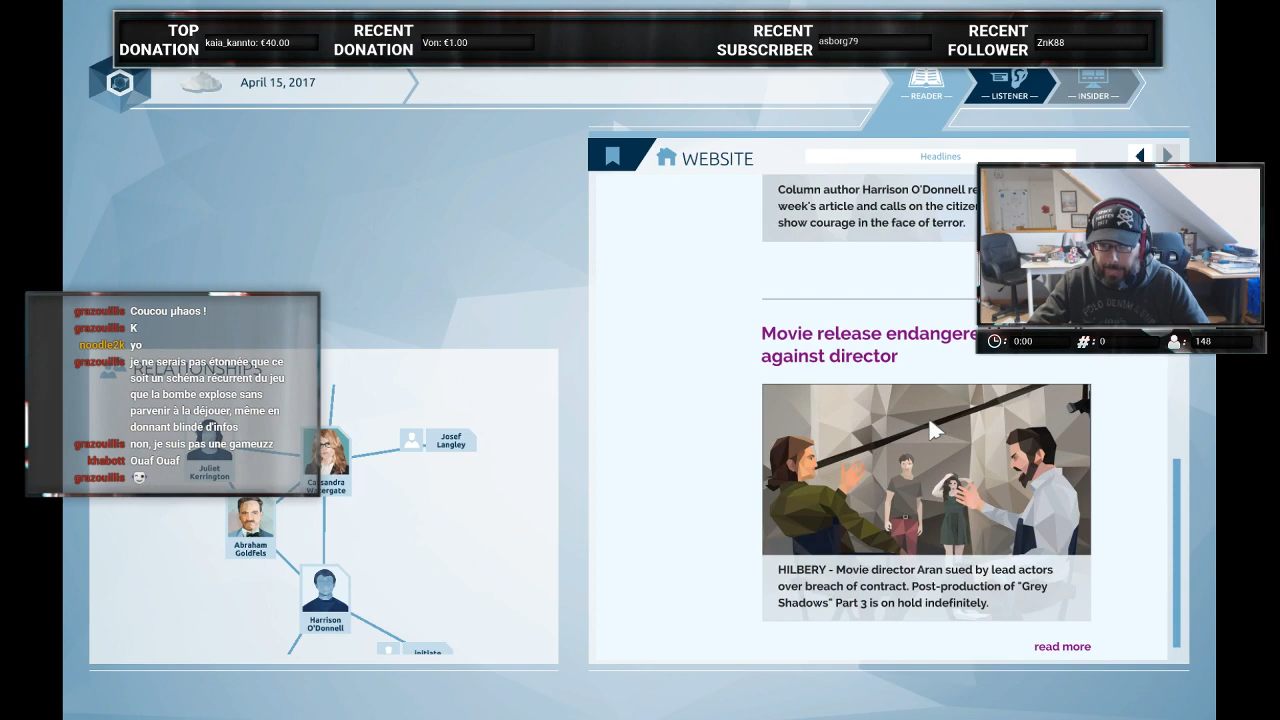 TOP
DONATION
kaia_kannto: €40.00
RECENT
DONATION
Von: €1.00
RECENT
SUBSCRIBER
asborg79
RECENT
FOLLOWER
ZnK88
April 15, 2017
— READER —
— LISTENER —
— INSIDER —
WEBSITE
Headlines
Column author Harrison O'Donnell re
week's article and calls on the citize
show courage in the face of terror.
Movie release endangere
against director
HILBERY - Movie director Aran sued by lead actors
over breach of contract. Post-production of "Grey
Shadows" Part 3 is on hold indefinitely.
read more
: 0:00
#: 0
: 148
grazouillis Coucou µhaos !
grazouillis K
noodle2k yo
grazouillis je ne serais pas étonnée que ce
soit un schéma récurrent du jeu
que la bombe explose sans
parvenir à la déjouer, même en
donnant blindé d'infos
grazouillis non, je suis pas une gameuzz
khabott Ouaf Ouaf
grazouillis
RELATIONSHIPS
Juliet
Kerrington
Cassandra
Watergate
Josef
Langley
Abraham
Goldfels
Harrison
O'Donnell
initiate